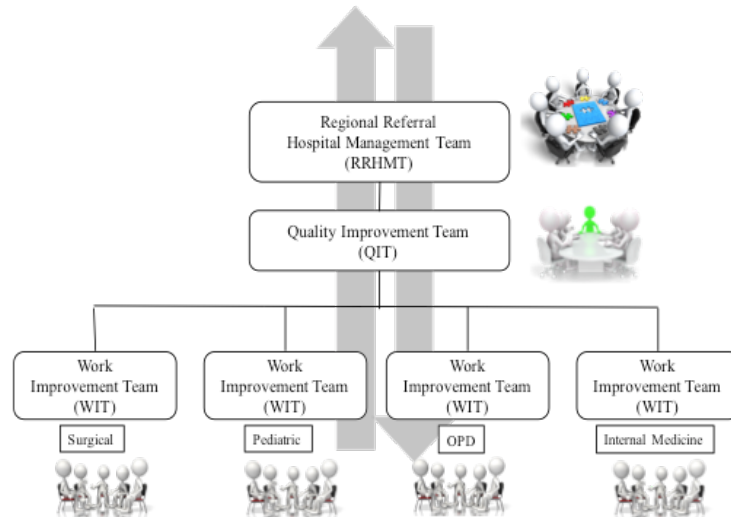 Regional Referral
Hospital Management Team
(RRHMT)
Quality Improvement Team
(QIT)
Work
Improvement Team
(WIT)
Work
Improvement Team
(WIT)
Work
Improvement Team
(WIT)
Work
Improvement Team
(WIT)
Surgical
Pediatric
OPD
Internal Medicine